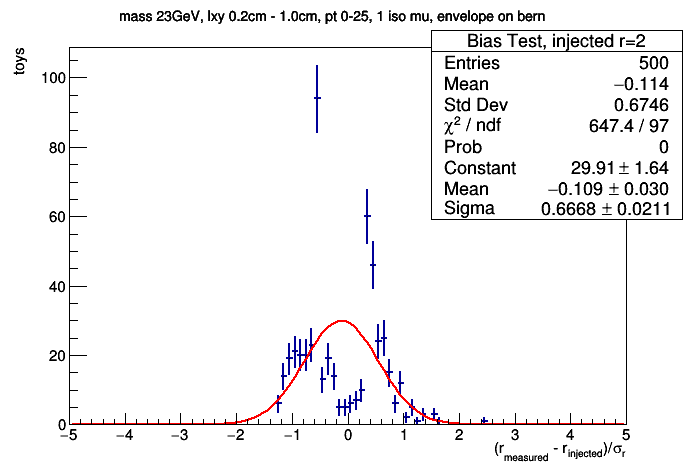 mass 23GeV, lxy 0.2cm - 1.0cm, pt 0-25, 1 iso mu, envelope on bern
Bias Test, injected r=2
Entries 500
Mean −0.114
Std Dev 0.6746
χ² / ndf 647.4 / 97
Prob 0
Constant 29.91 ± 1.64
Mean −0.109 ± 0.030
Sigma 0.6668 ± 0.0211
toys
100
80
60
40
20
0
−5 −4 −3 −2 −1 0 1 2 3 4 5
(r_measured - r_injected)/σ_r